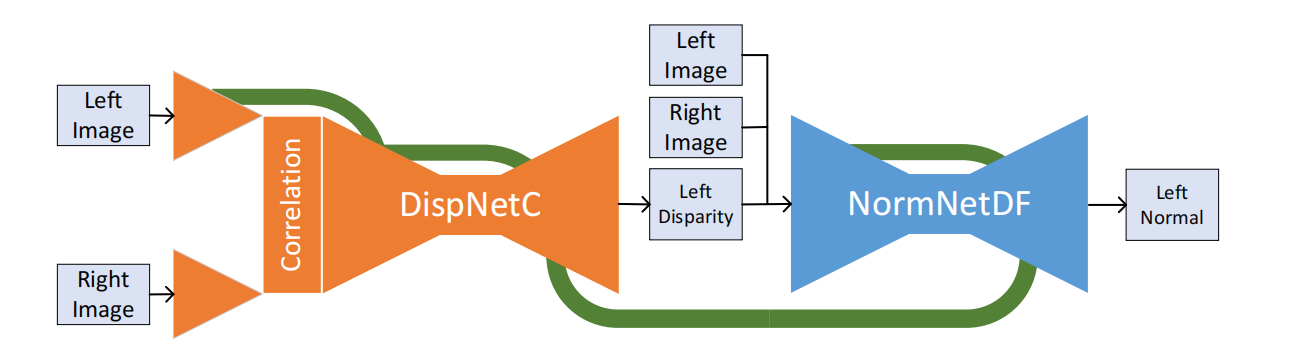 Left
Image
Right
Image
Correlation
DispNetC
Left
Image
Right
Image
Left
Disparity
NormNetDF
Left
Normal